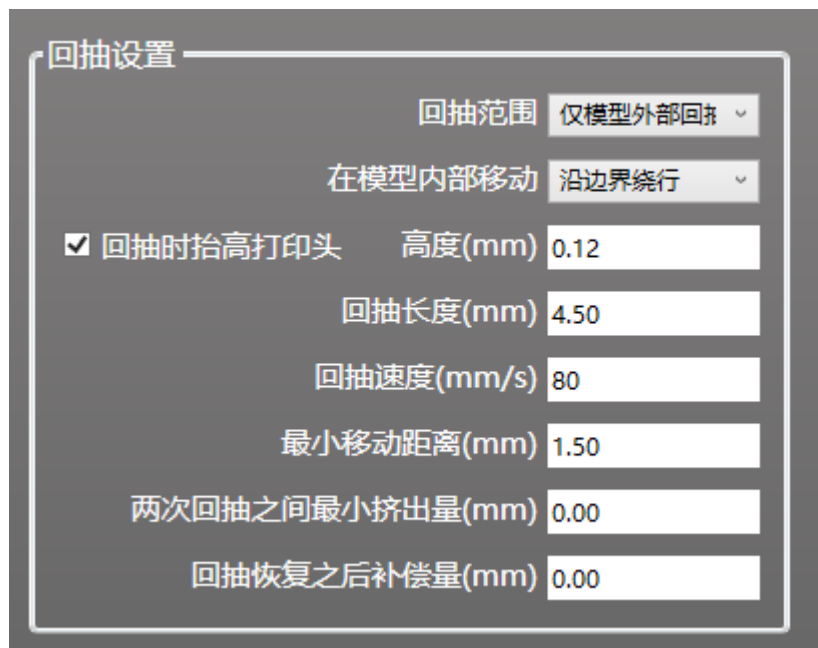 回抽设置
回抽范围 仅模型外部回抽
在模型内部移动 沿边界绕行
回抽时抬高打印头 高度(mm) 0.12
回抽长度(mm) 4.50
回抽速度(mm/s) 80
最小移动距离(mm) 1.50
两次回抽之间最小挤出量(mm) 0.00
回抽恢复之后补偿量(mm) 0.00